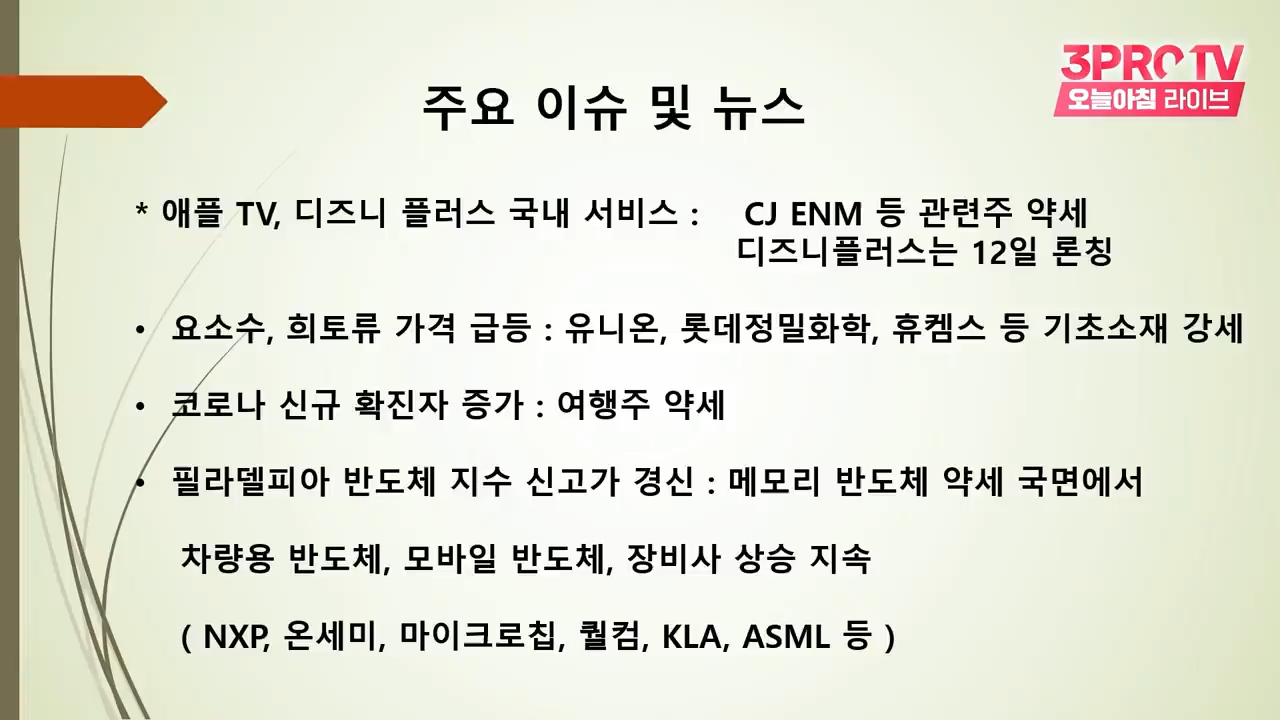 3PRO TV
오늘아침 라이브
주요 이슈 및 뉴스
* 애플 TV, 디즈니 플러스 국내 서비스 : CJ ENM 등 관련주 약세
디즈니플러스는 12일 론칭
• 요소수, 희토류 가격 급등 : 유니온, 롯데정밀화학, 휴켐스 등 기초소재 강세
• 코로나 신규 확진자 증가 : 여행주 약세
• 필라델피아 반도체 지수 신고가 경신 : 메모리 반도체 약세 국면에서
차량용 반도체, 모바일 반도체, 장비사 상승 지속
( NXP, 온세미, 마이크로칩, 퀄컴, KLA, ASML 등 )